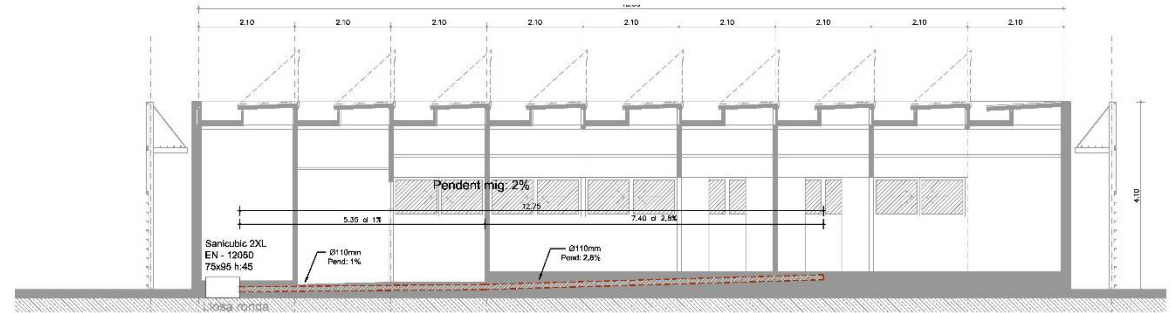 2.10 2.10 2.10 2.10 2.10 2.10 2.10 2.10 2.10
4.10
Pendent mig: 2%
12.75
5.35 al 1%
7.40 al 2,8%
Sanicubic 2XL
EN - 12050
75x95 h:45
Ø110mm
Pend: 1%
Ø110mm
Pend: 2,8%
Llosa ronda